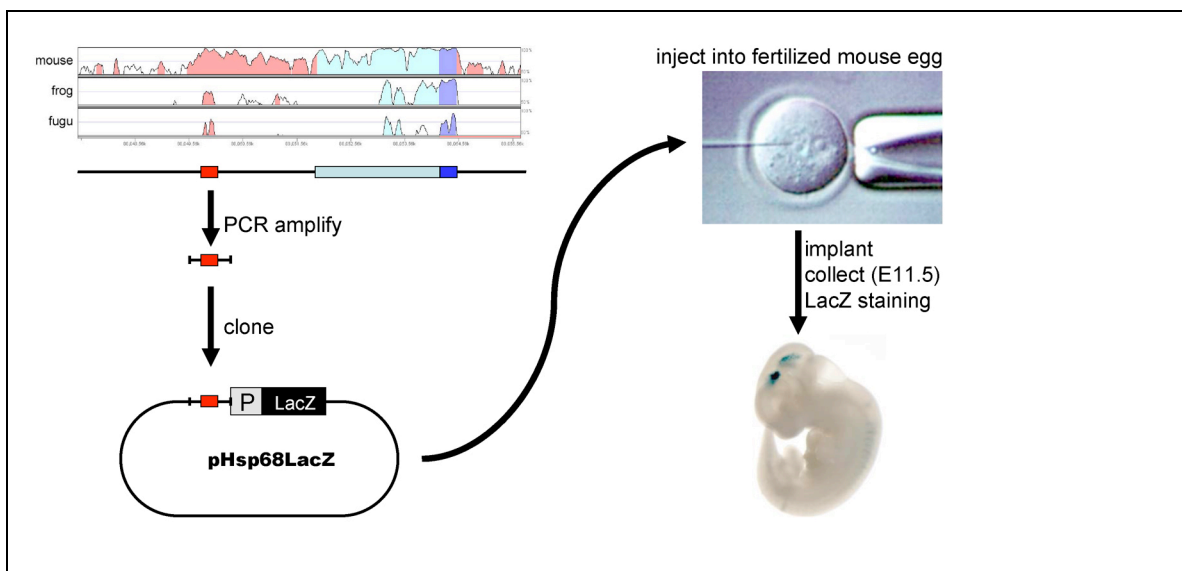 mouse
frog
fugu
PCR amplify
clone
P LacZ
pHsp68LacZ
inject into fertilized mouse egg
implant
collect (E11.5)
LacZ staining